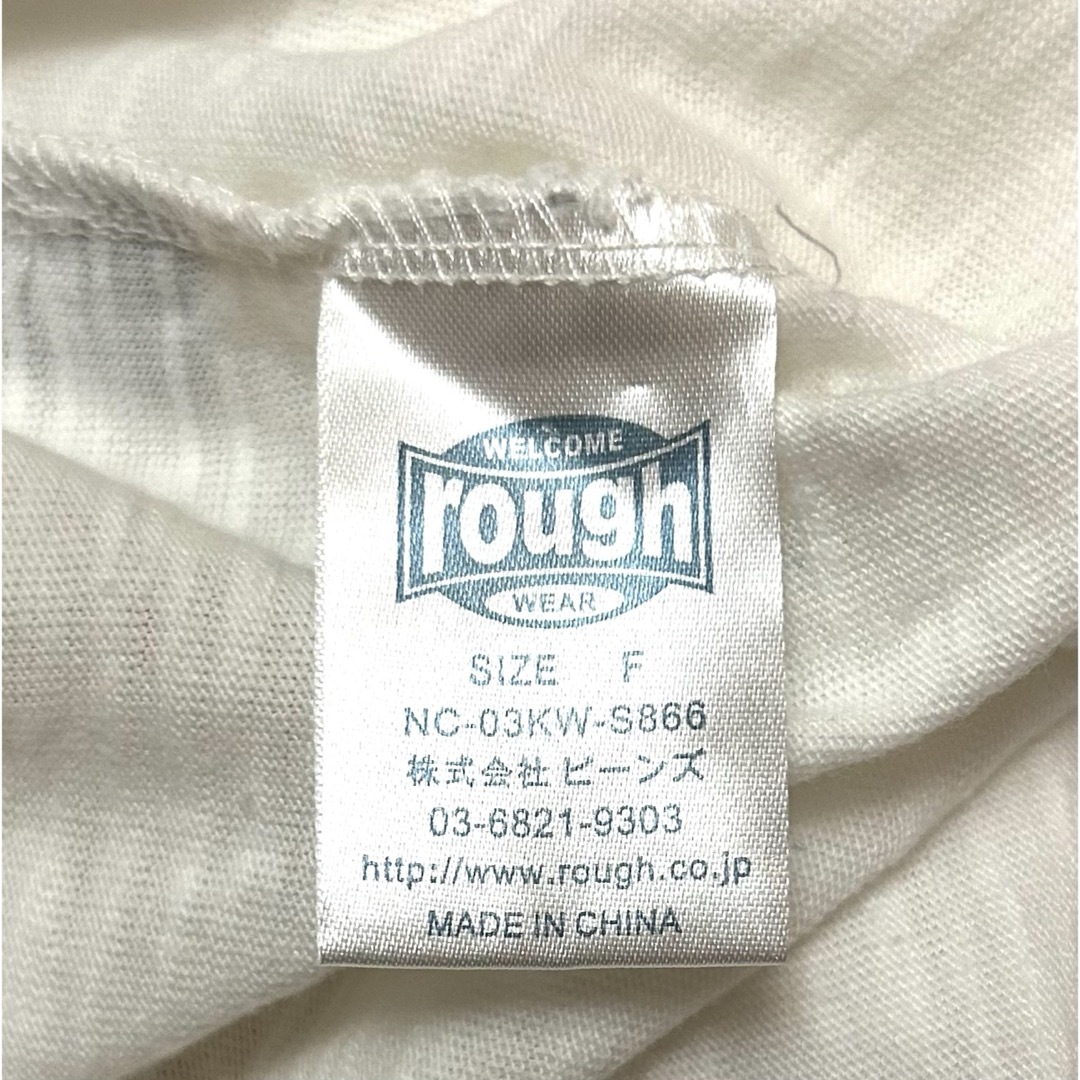 WELCOME
rough
WEAR
SIZE F
NC-03KW-S866
株式会社 ビーンズ
03-6821-9303
http://www.rough.co.jp
MADE IN CHINA